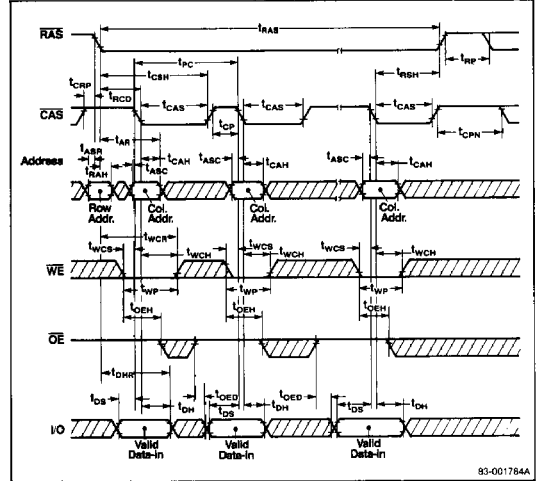 RAS
tRAS
tRP
tPC
tCSH
tRSH
tCRP
tRCD
CAS
tCAS
tCP
tCAS
tCAS
tCPN
tAR
tASR
tCAH
tASC
tCAH
tASC
tCAH
Address
tRAH
tASC
Row Addr.
Col. Addr.
Col. Addr.
Col. Addr.
tWCR
tWCS
tWCH
tWCS
tWCH
tWCS
tWCH
WE
tWP
tWP
tWP
tOEH
tOEH
tOEH
OE
tDHR
tDS
tDH
tOED
tDS
tDH
tOED
tDS
tDH
I/O
Valid Data-in
Valid Data-in
Valid Data-in
83-001784A